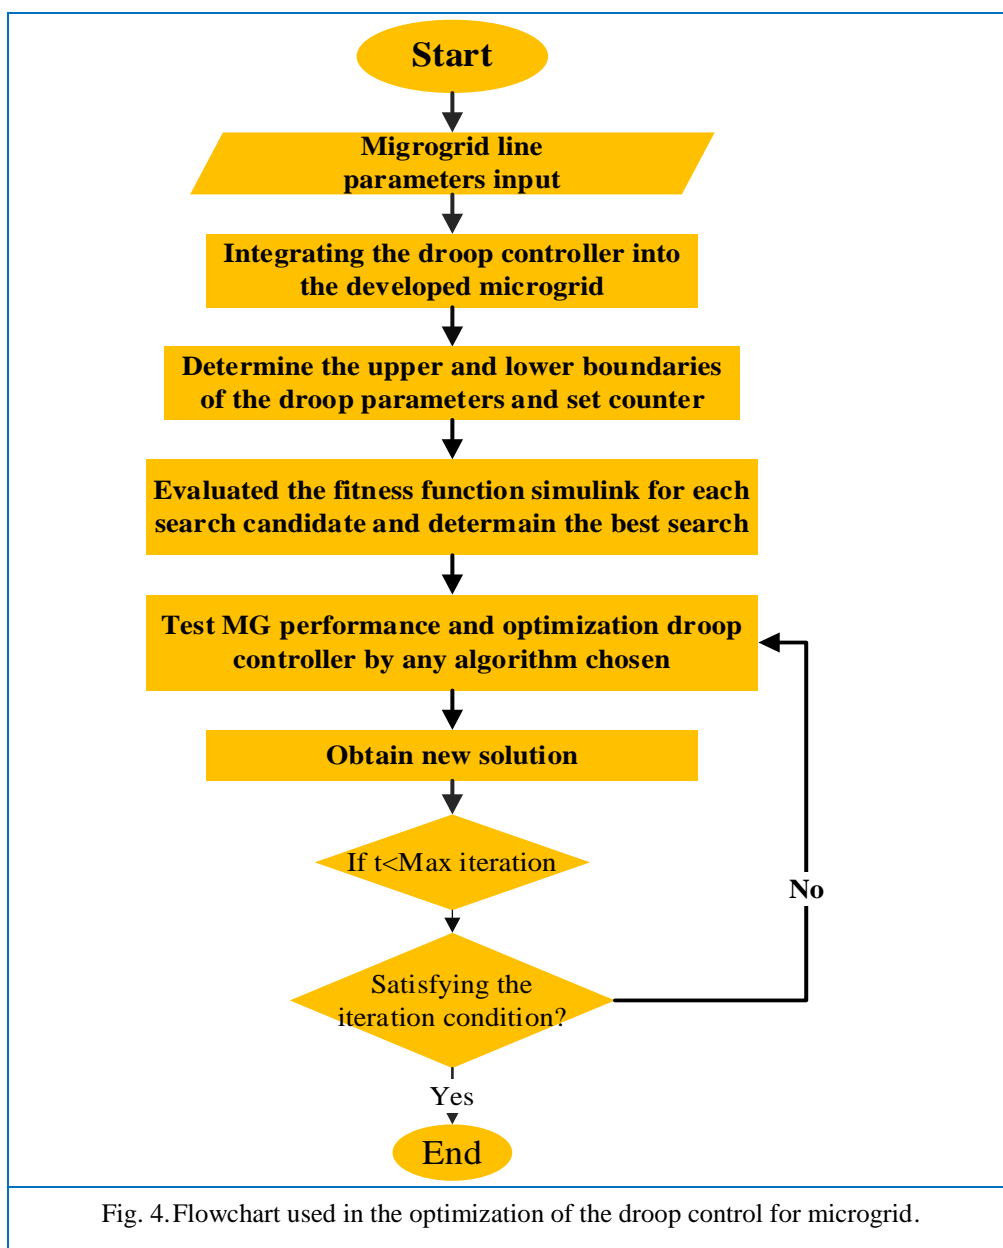 Start
Migrogrid line
parameters input
Integrating the droop controller into
the developed microgrid
Determine the upper and lower boundaries
of the droop parameters and set counter
Evaluated the fitness function simulink for each
search candidate and determain the best search
Test MG performance and optimization droop
controller by any algorithm chosen
Obtain new solution
If t<Max iteration
No
Satisfying the
iteration condition?
Yes
End
Fig. 4. Flowchart used in the optimization of the droop control for microgrid.